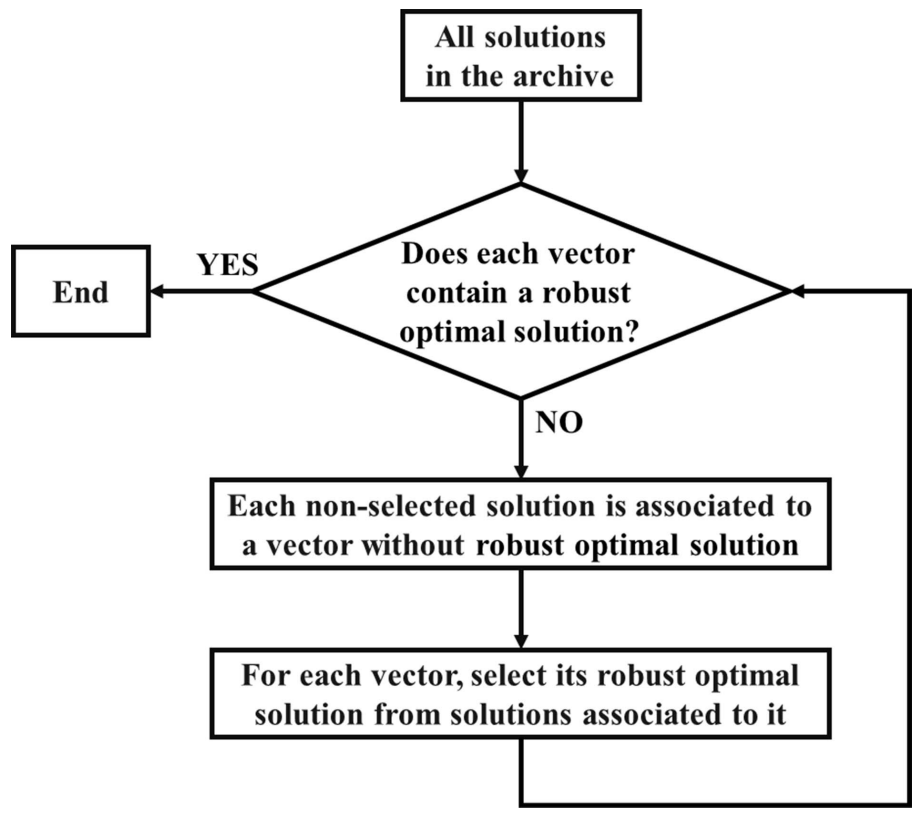 All solutions
in the archive
Does each vector
contain a robust
optimal solution?
YES
End
NO
Each non-selected solution is associated to
a vector without robust optimal solution
For each vector, select its robust optimal
solution from solutions associated to it